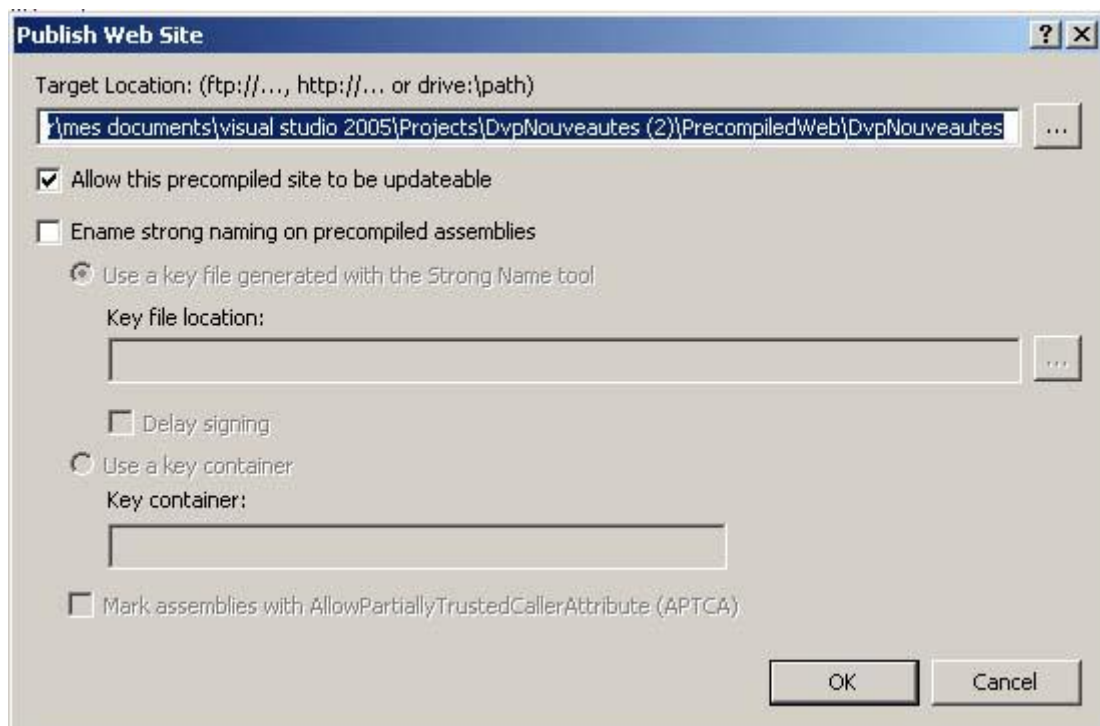 Publish Web Site
Target Location: (ftp://..., http://... or drive:\path)
r\mes documents\visual studio 2005\Projects\DvpNouveautes (2)\PrecompiledWeb\DvpNouveautes
...
Allow this precompiled site to be updateable
Ename strong naming on precompiled assemblies
Use a key file generated with the Strong Name tool
Key file location:
...
Delay signing
Use a key container
Key container:
Mark assemblies with AllowPartiallyTrustedCallerAttribute (APTCA)
OK
Cancel